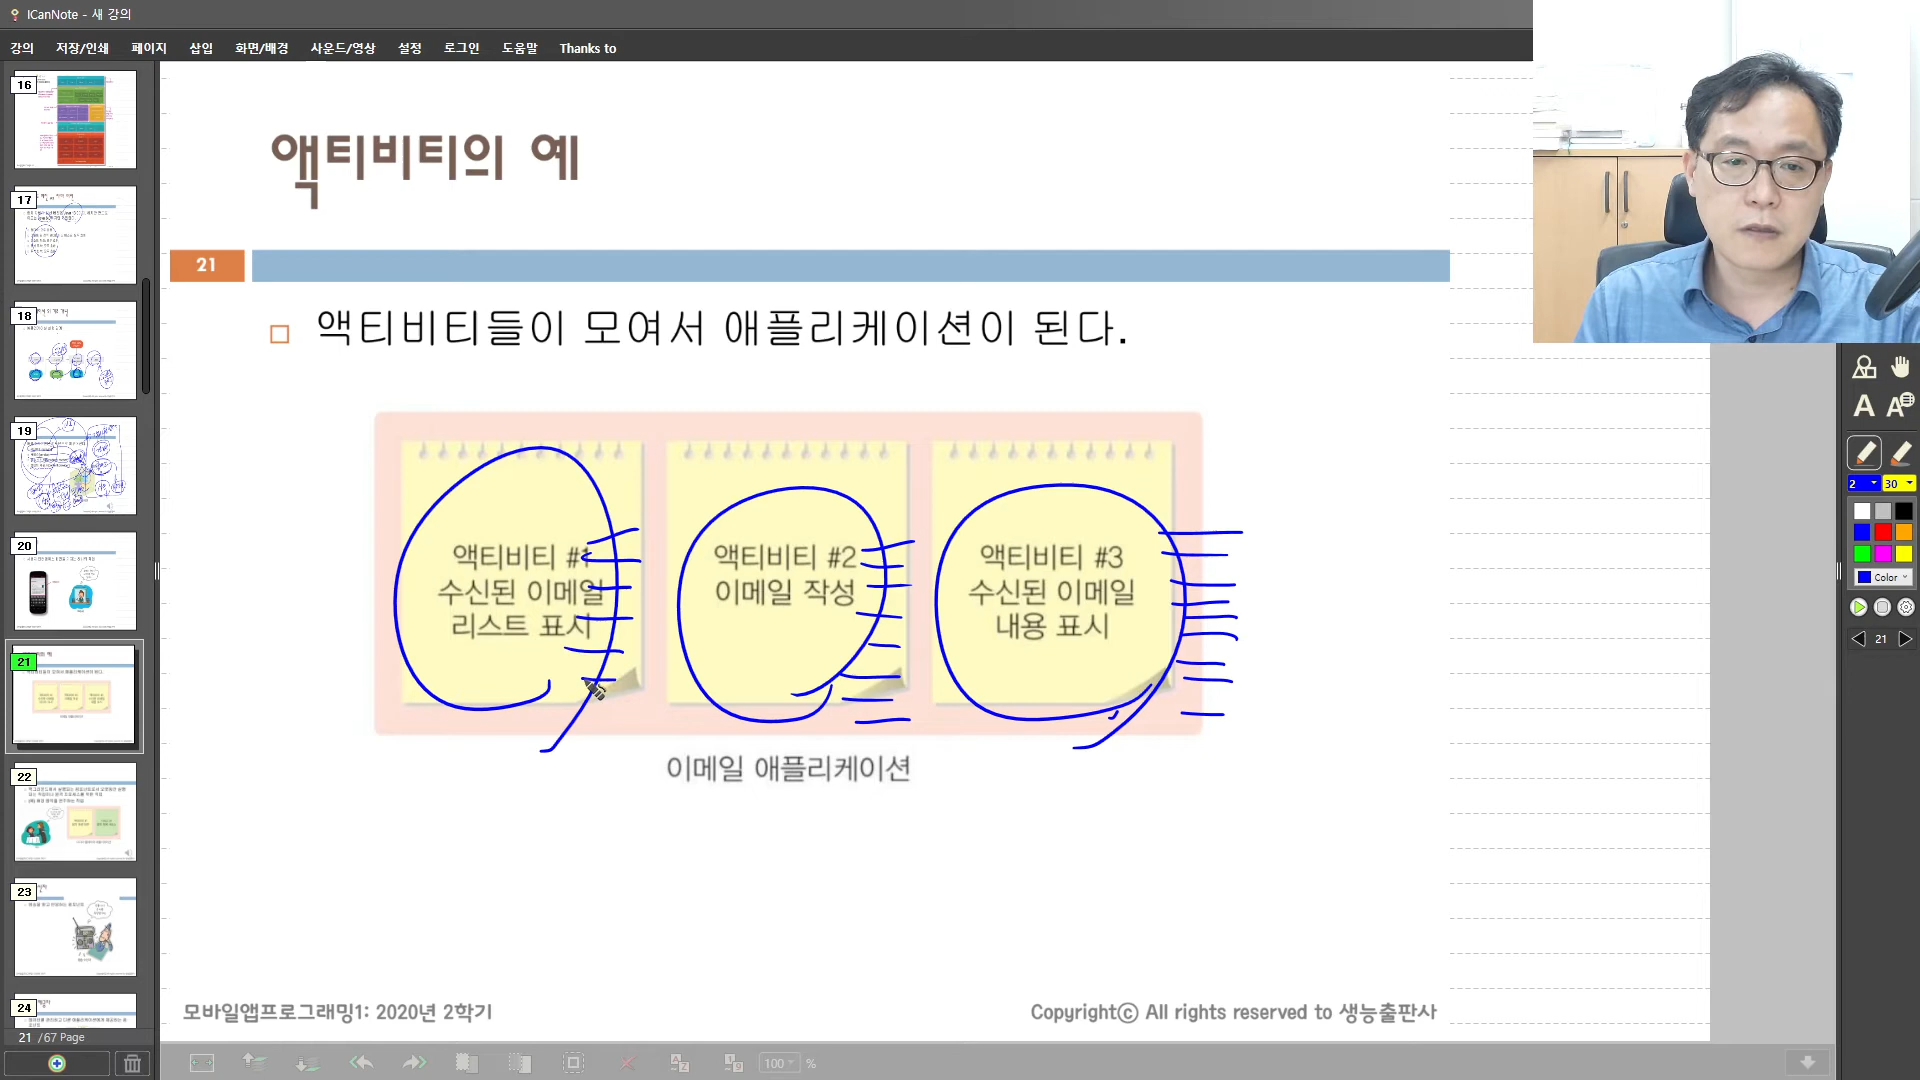 ICanNote - 새 강의
강의 저장/인쇄 페이지 삽입 화면/배경 사운드/영상 설정 로그인 도움말 Thanks to
16
17
18
19
20
21
22
23
24
21 /67 Page
액티비티의 예
21
액티비티들이 모여서 애플리케이션이 된다.
액티비티 #1
수신된 이메일
리스트 표시
액티비티 #2
이메일 작성
액티비티 #3
수신된 이메일
내용 표시
이메일 애플리케이션
모바일앱프로그래밍1: 2020년 2학기
Copyrightⓒ All rights reserved to 생능출판사
2 30
Color
21
100 %